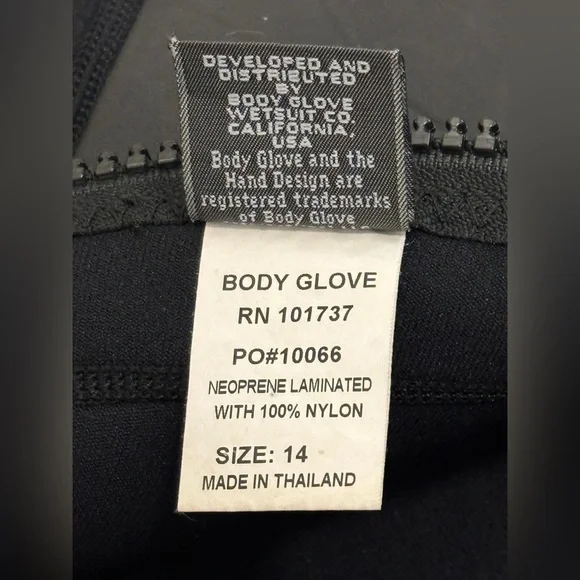 DEVELOPED AND
DISTRIBUTED
BY
BODY GLOVE
WETSUIT CO.
CALIFORNIA,
USA
Body Glove and the
Hand Design are
registered trademarks
of Body Glove
BODY GLOVE
RN 101737
PO#10066
NEOPRENE LAMINATED
WITH 100% NYLON
SIZE: 14
MADE IN THAILAND